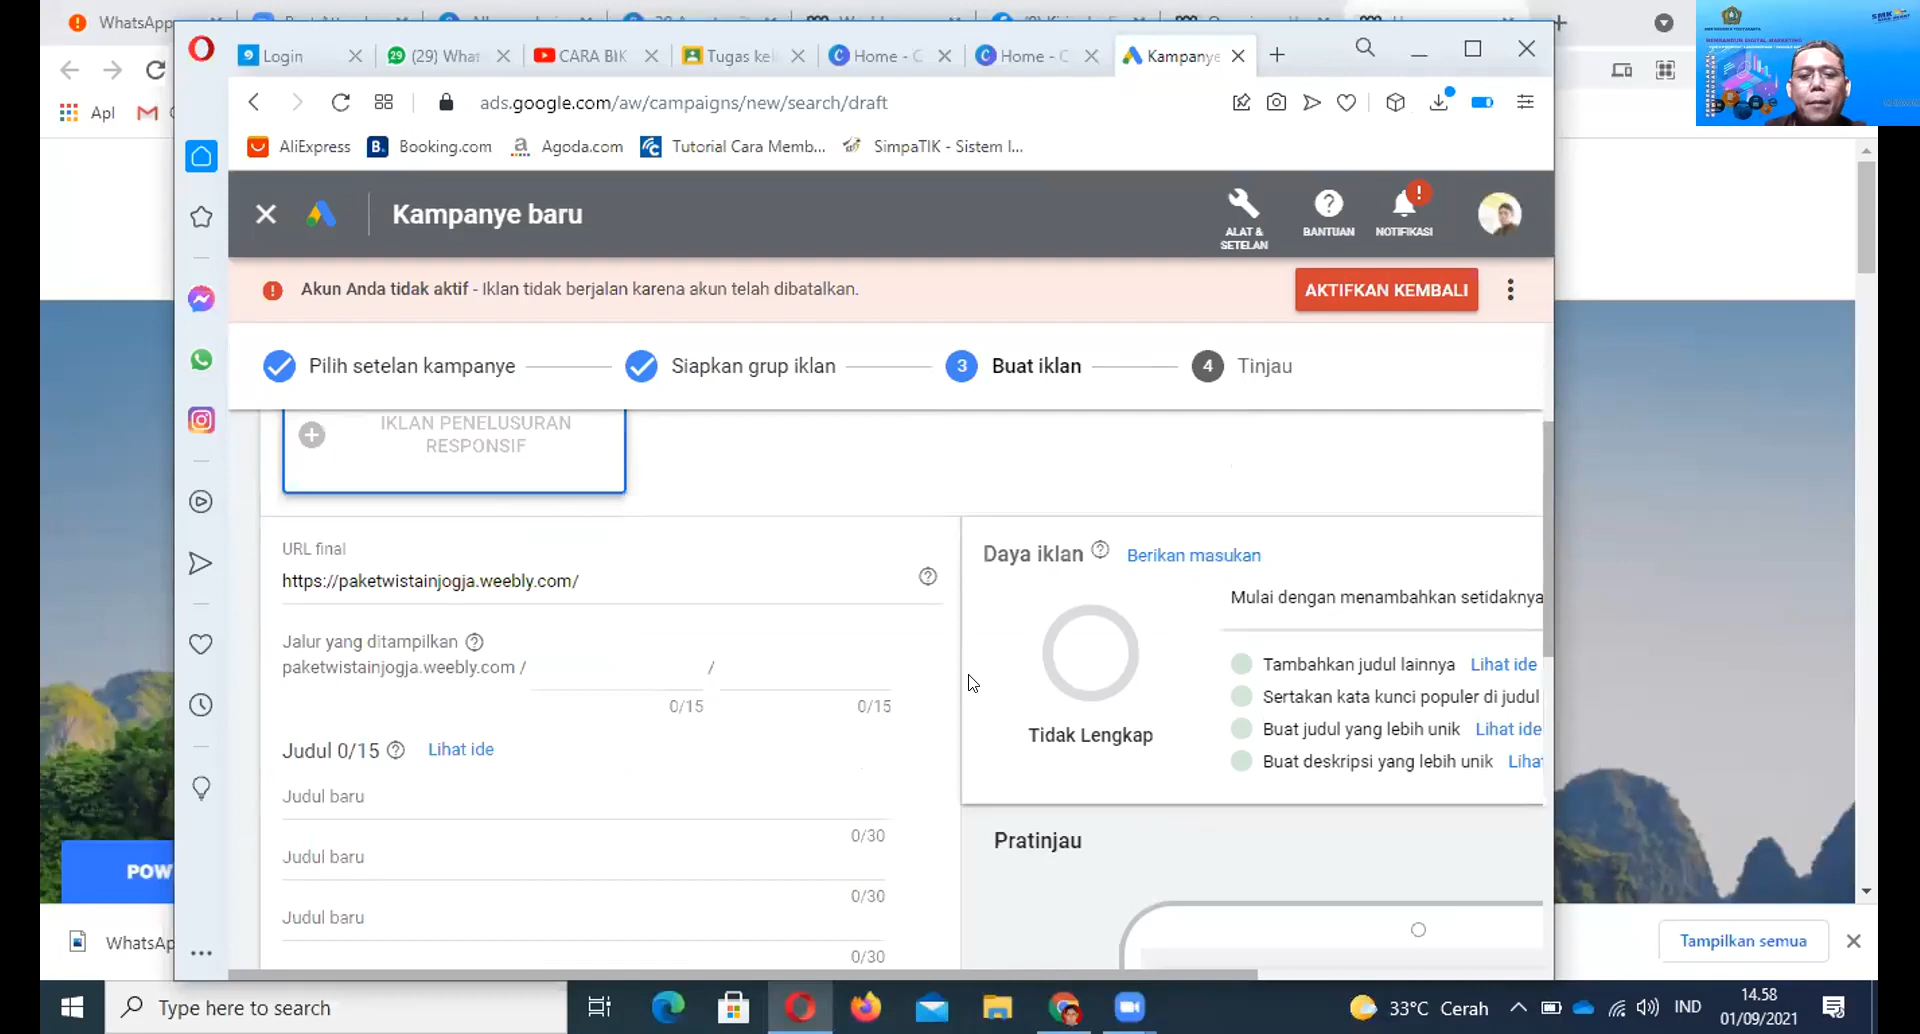 WhatsApp
Login
(29) What
CARA BIK
Tugas kel
Home - C
Home - C
Kampanye
ads.google.com/aw/campaigns/new/search/draft
Apl
AliExpress
Booking.com
Agoda.com
Tutorial Cara Memb...
SimpaTIK - Sistem I...
Kampanye baru
ALAT &
SETELAN
BANTUAN
NOTIFIKASI
Akun Anda tidak aktif - Iklan tidak berjalan karena akun telah dibatalkan.
AKTIFKAN KEMBALI
Pilih setelan kampanye
Siapkan grup iklan
3 Buat iklan
4 Tinjau
IKLAN PENELUSURAN
RESPONSIF
URL final
https://paketwistainjogja.weebly.com/
Jalur yang ditampilkan
paketwistainjogja.weebly.com /
/
0/15
0/15
Judul 0/15 Lihat ide
Judul baru
0/30
Judul baru
0/30
Judul baru
0/30
Daya iklan Berikan masukan
Mulai dengan menambahkan setidaknya
Tidak Lengkap
Tambahkan judul lainnya Lihat ide
Sertakan kata kunci populer di judul
Buat judul yang lebih unik Lihat ide
Buat deskripsi yang lebih unik Lihat
Pratinjau
POW
WhatsAp
Tampilkan semua
Type here to search
33°C Cerah
IND
14.58
01/09/2021